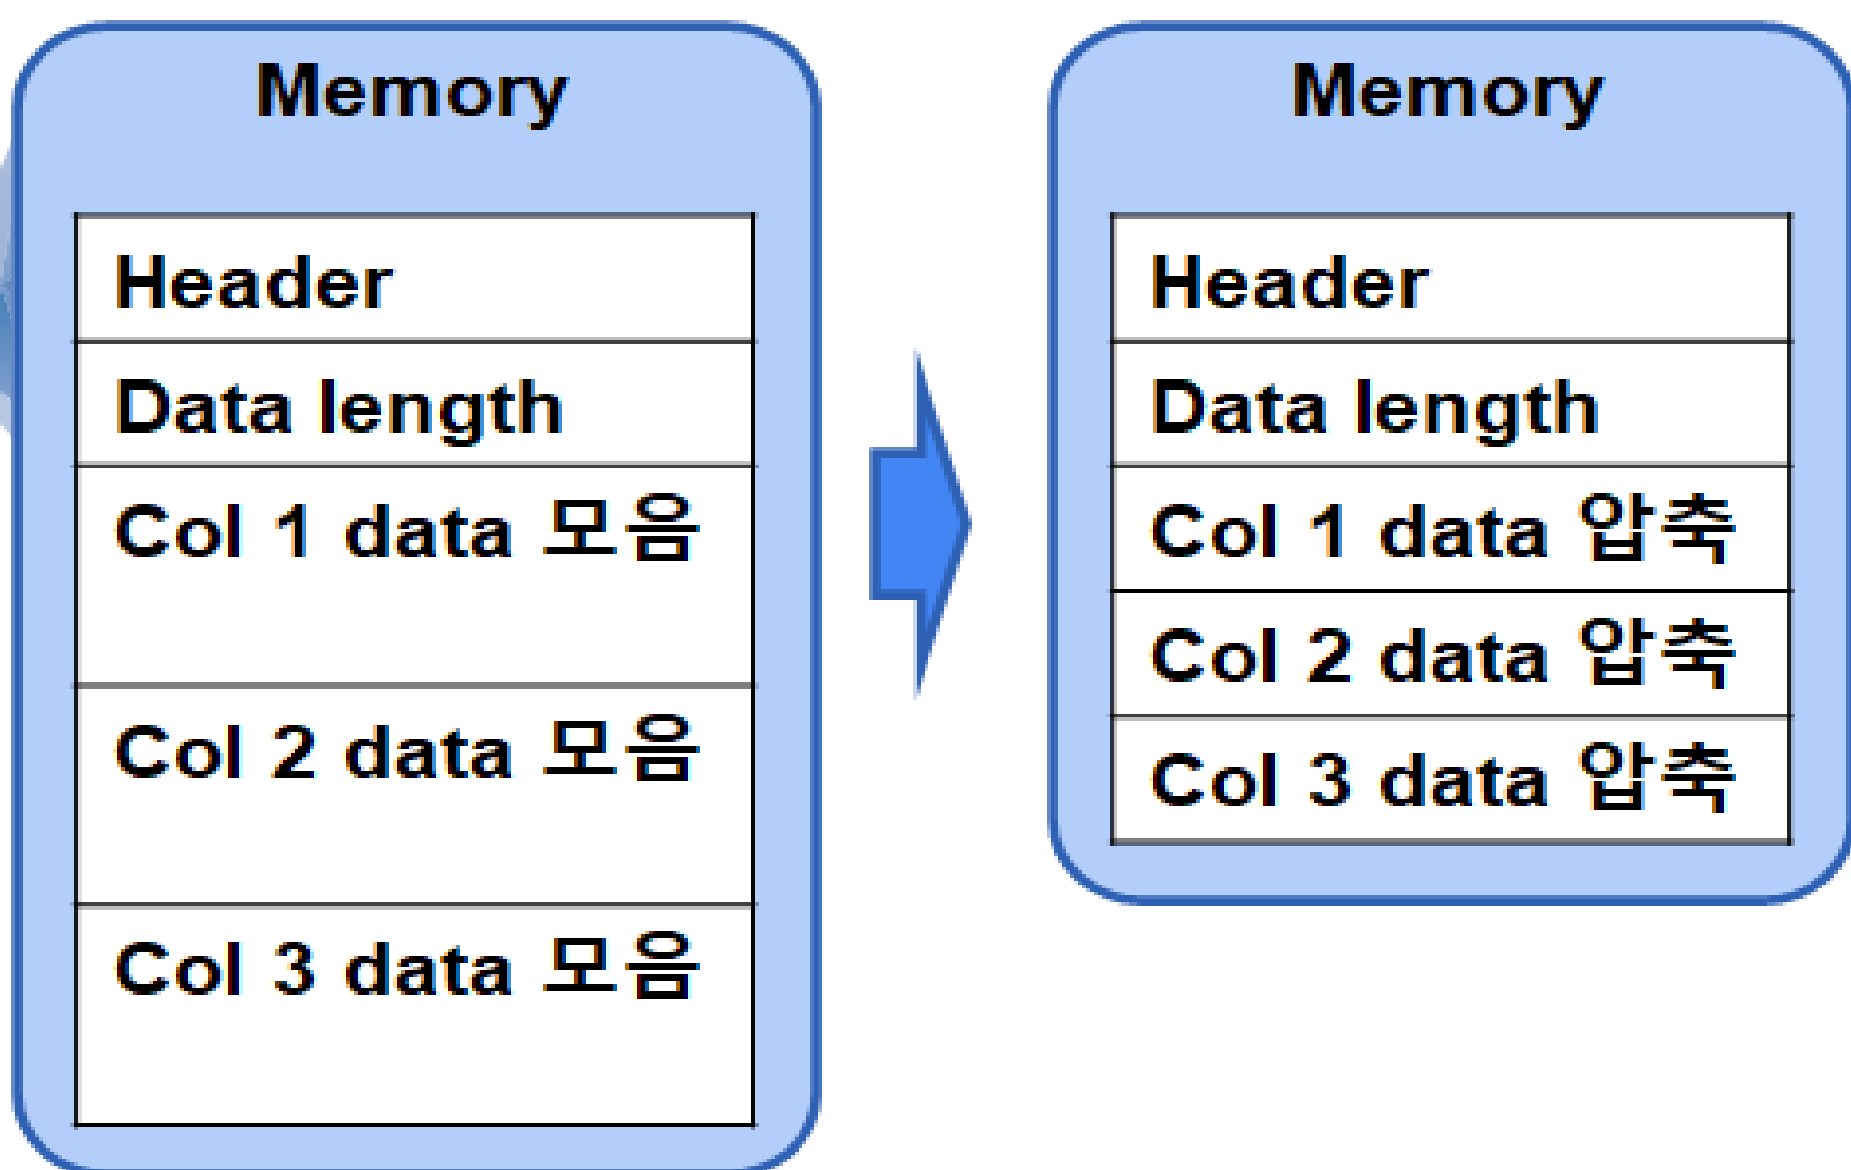 Memory
Header
Data length
Col 1 data 모음
Col 2 data 모음
Col 3 data 모음
Memory
Header
Data length
Col 1 data 압축
Col 2 data 압축
Col 3 data 압축